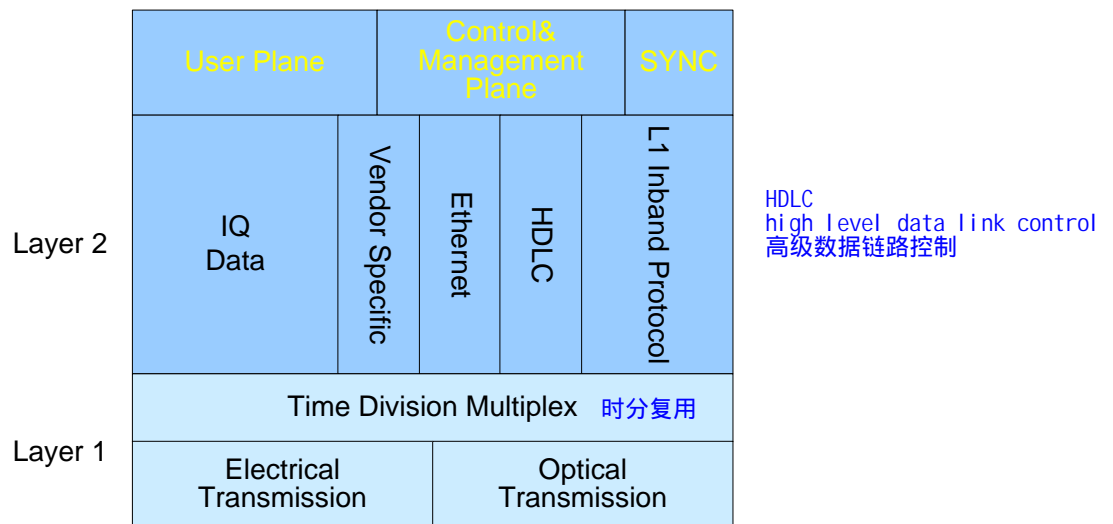 User Plane
Control&
Management
Plane
SYNC
Layer 2
IQ
Data
Vendor Specific
Ethernet
HDLC
L1 Inband Protocol
HDLC
high level data link control
高级数据链路控制
Time Division Multiplex 时分复用
Layer 1
Electrical
Transmission
Optical
Transmission